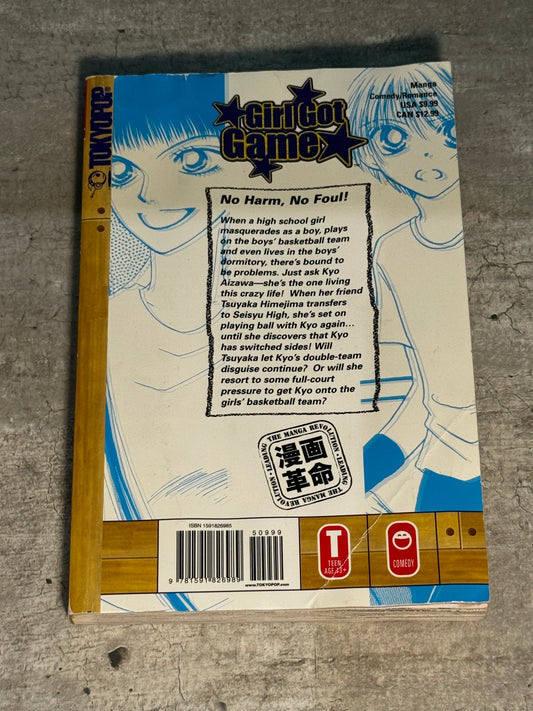 TOKYOPOP
Manga
Comedy/Romance
USA $9.99
CAN $12.99
Girl Got
Game
No Harm, No Foul!
When a high school girl
masquerades as a boy, plays
on the boys' basketball team
and even lives in the boys'
dormitory, there's bound to
be problems. Just ask Kyo
Aizawa—she's the one living
this crazy life! When her friend
Tsuyaka Himejima transfers
to Seisyu High, she's set on
playing ball with Kyo again...
until she discovers that Kyo
has switched sides! Will
Tsuyaka let Kyo's double-team
disguise continue? Or will she
resort to some full-court
pressure to get Kyo onto the
girls' basketball team?
LEADING · THE MANGA REVOLUTION · LEADING · THE MANGA REVOLUTION ·
漫画
革命
ISBN 1591826985
50999
9 781591 826989
www.TOKYOPOP.com
T
TEEN
AGE 13+
COMEDY